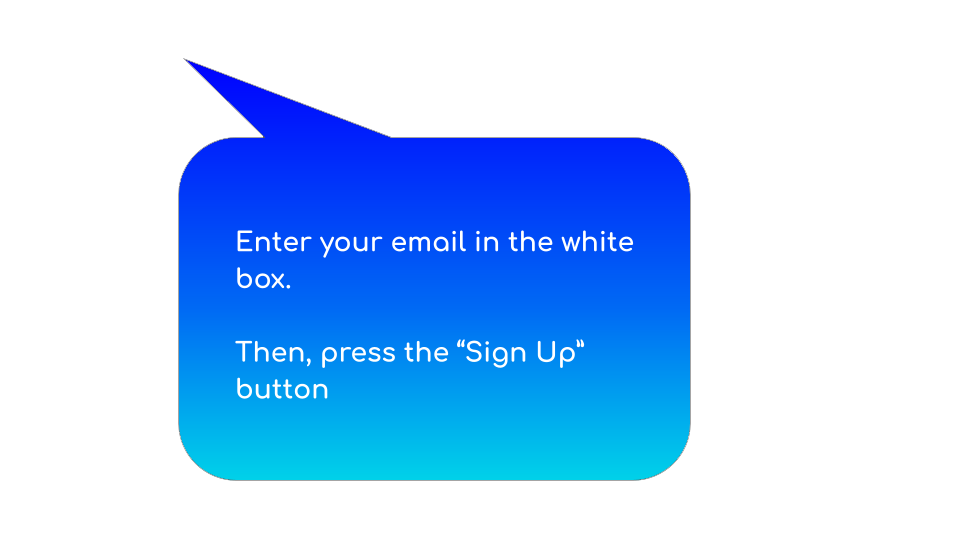 Enter your email in the white
box.
Then, press the “Sign Up”
button